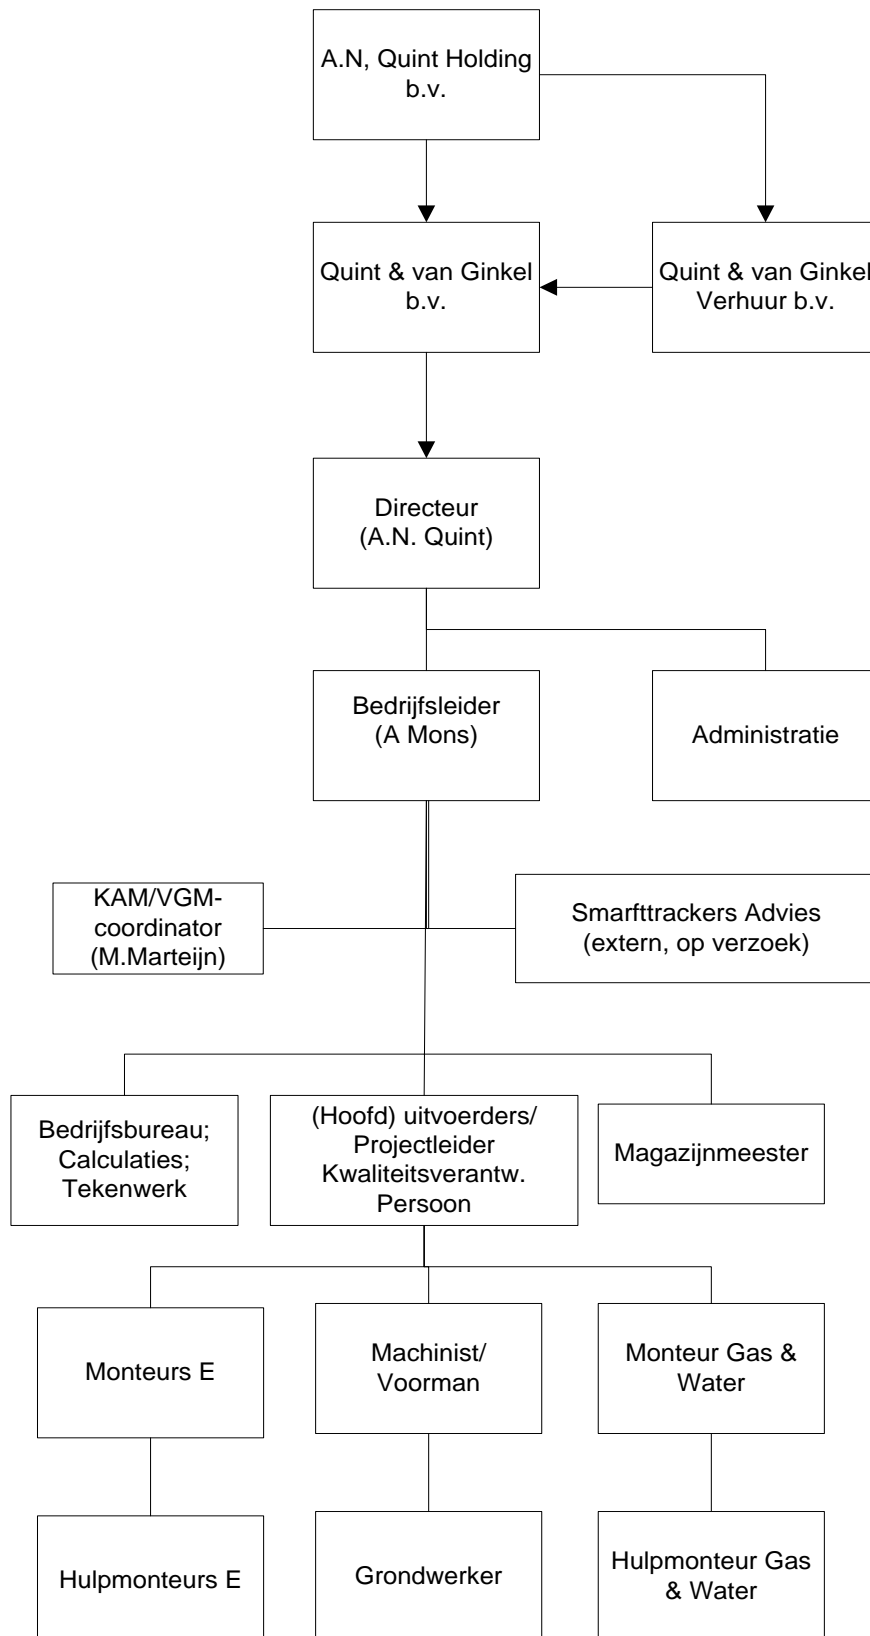 A.N, Quint Holding
b.v.
Quint & van Ginkel
b.v.
Quint & van Ginkel
Verhuur b.v.
Directeur
(A.N. Quint)
Bedrijfsleider
(A Mons)
Administratie
KAM/VGM-
coordinator
(M.Marteijn)
Smarfttrackers Advies
(extern, op verzoek)
Bedrijfsbureau;
Calculaties;
Tekenwerk
(Hoofd) uitvoerders/
Projectleider
Kwaliteitsverantw.
Persoon
Magazijnmeester
Monteurs E
Machinist/
Voorman
Monteur Gas &
Water
Hulpmonteurs E
Grondwerker
Hulpmonteur Gas
& Water